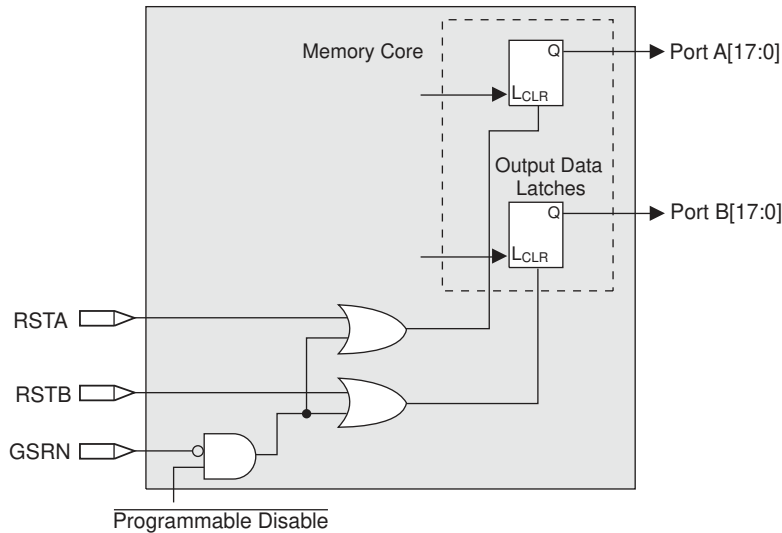 Memory Core
Q
Port A[17:0]
LCLR
Output Data
Latches
Q
Port B[17:0]
LCLR
RSTA
RSTB
GSRN
Programmable Disable